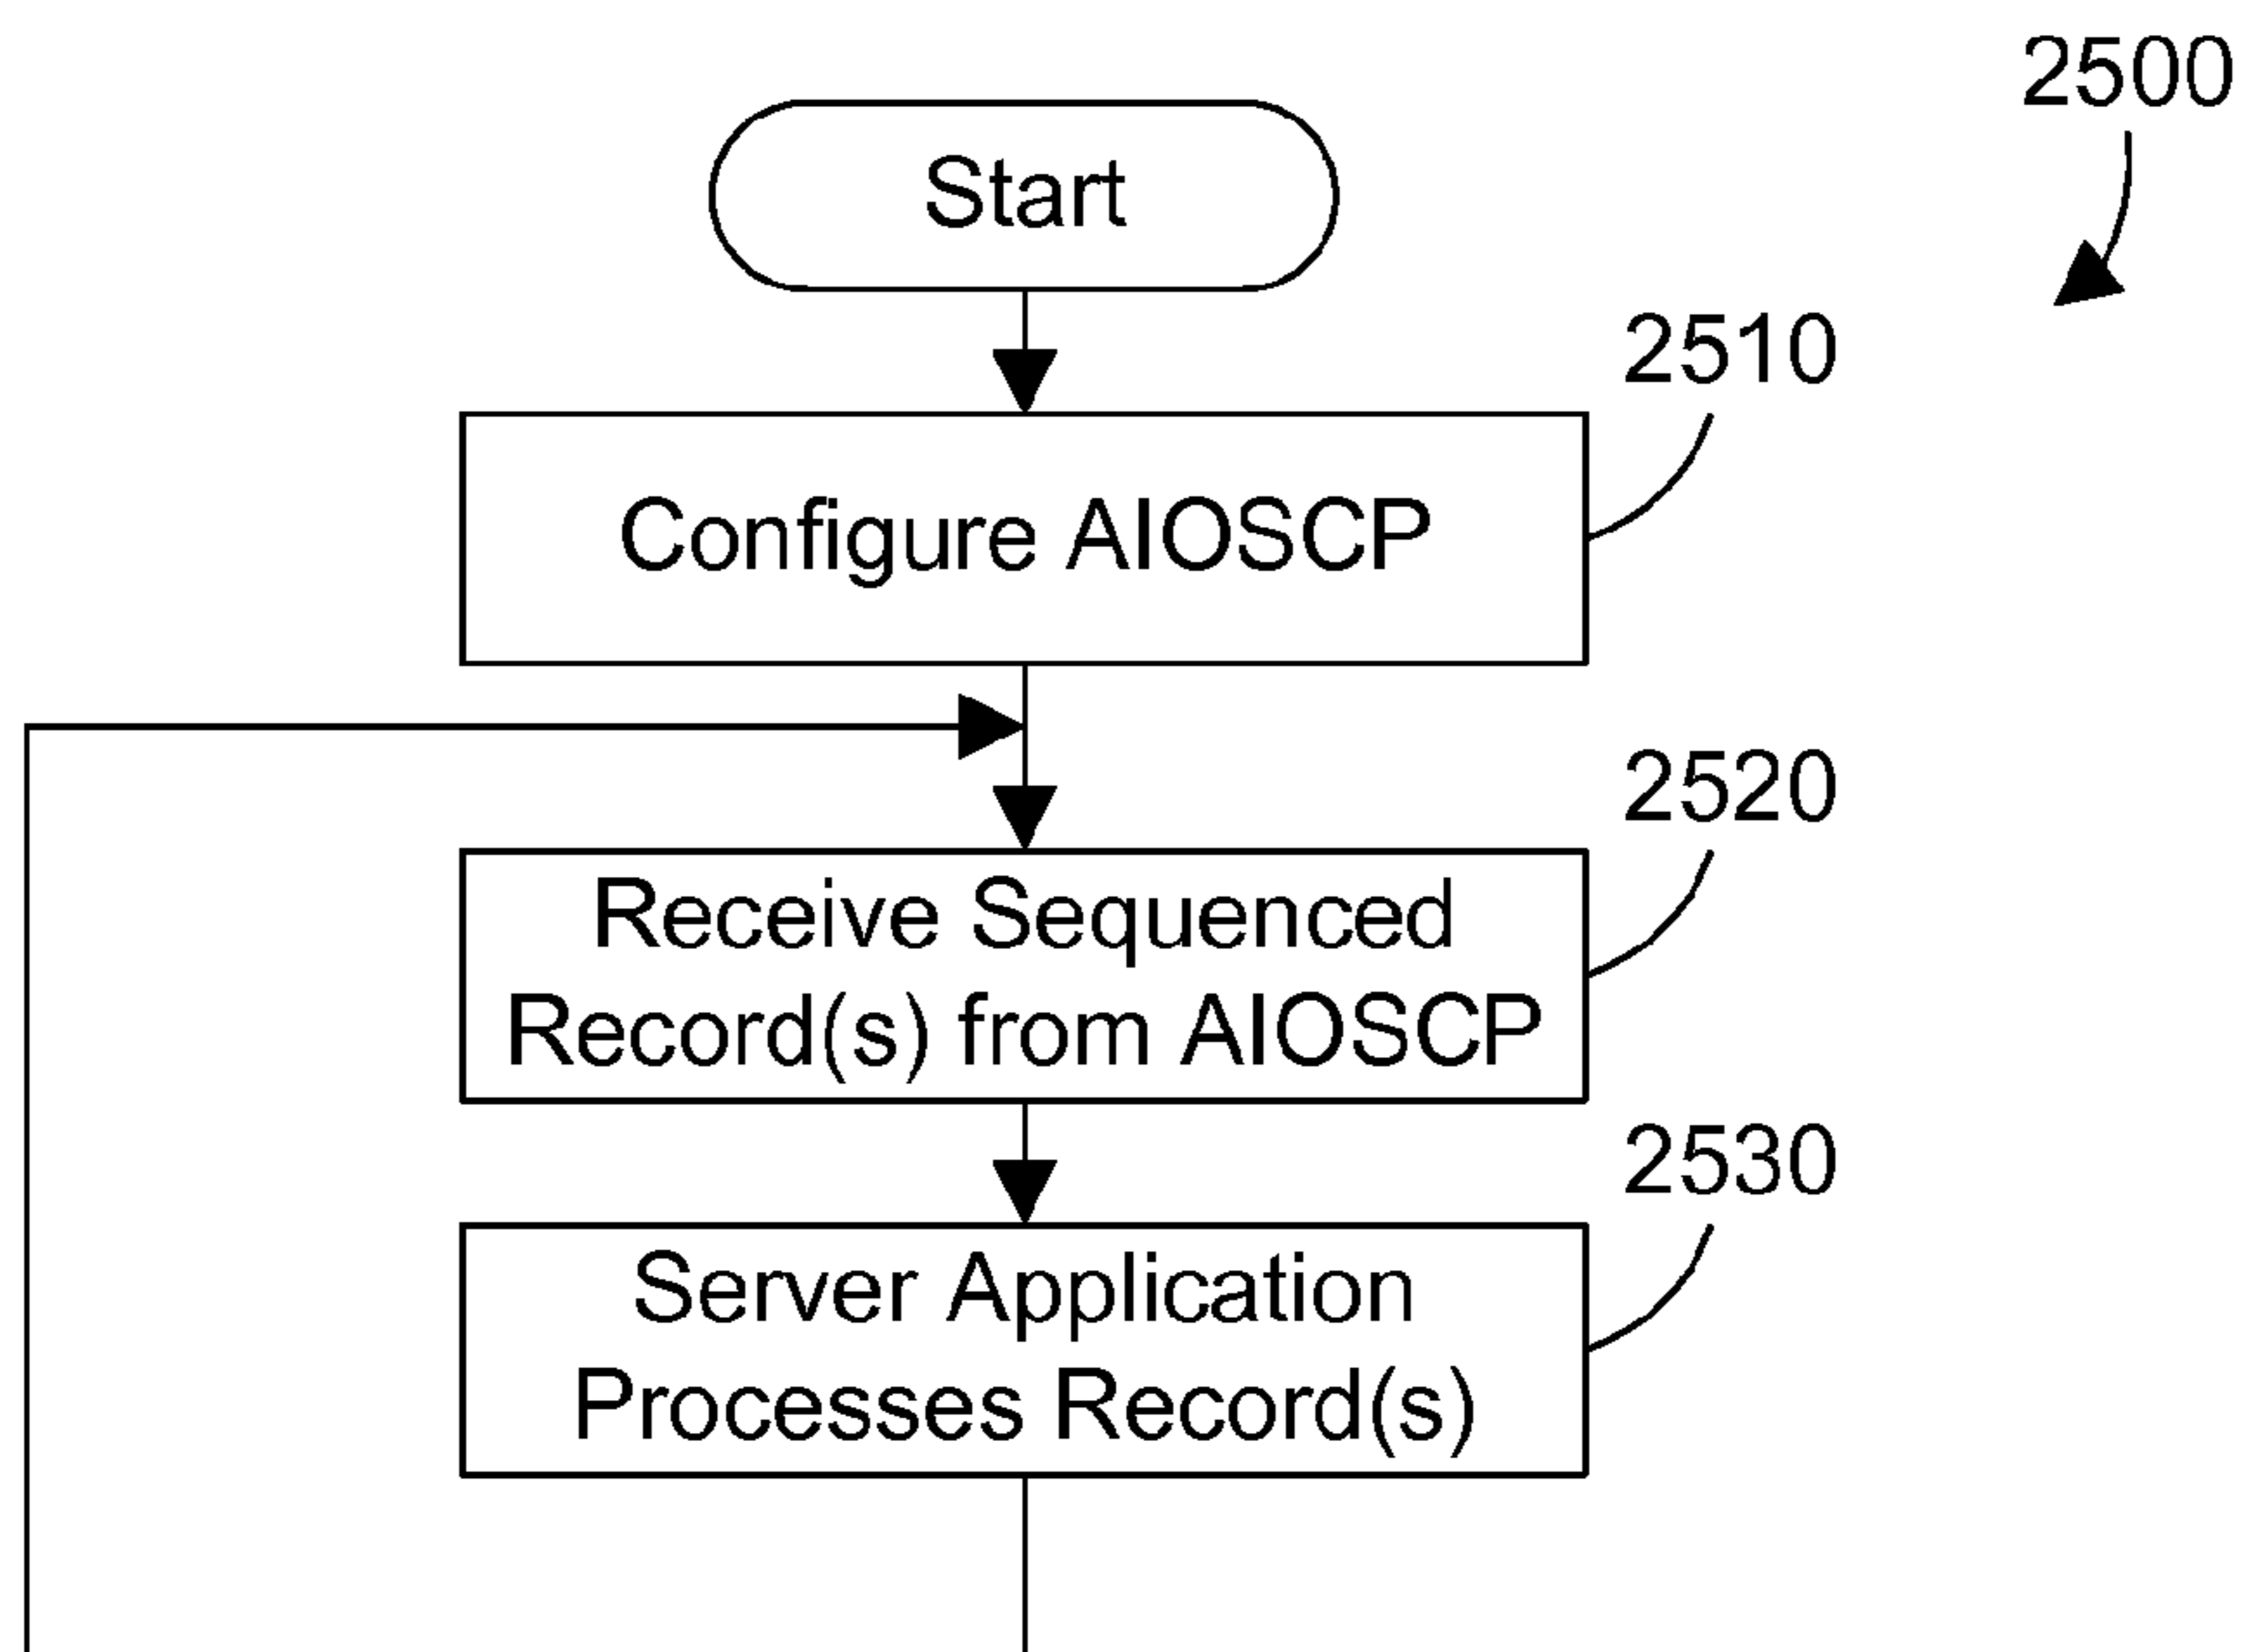 2500
Start
2510
Configure AIOSCP
2520
Receive Sequenced
Record(s) from AIOSCP
2530
Server Application
Processes Record(s)